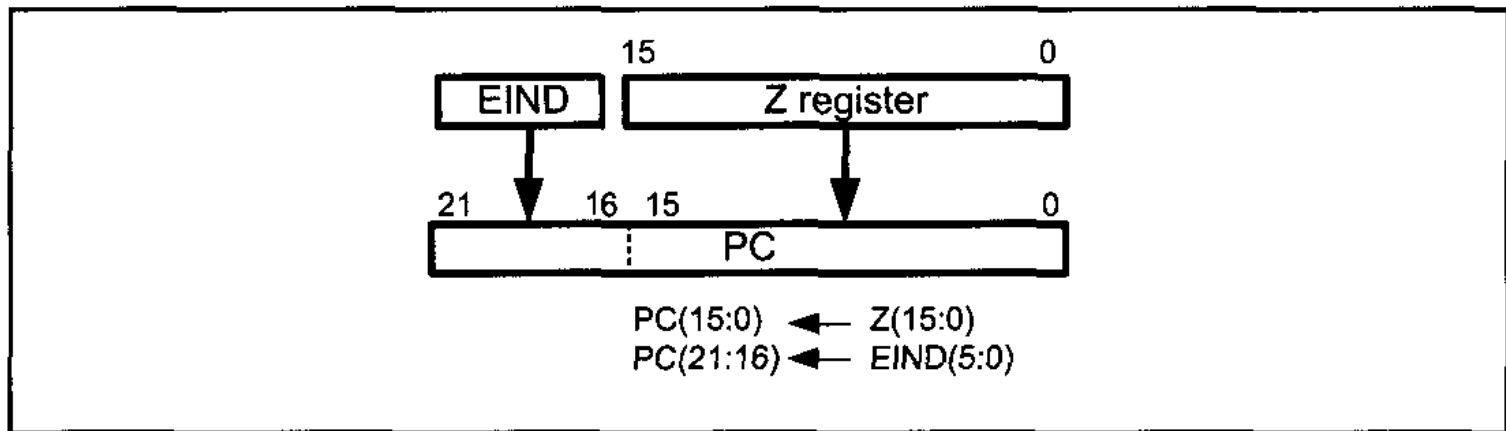 15 0
EIND Z register
21 16 15 0
PC
PC(15:0) ← Z(15:0)
PC(21:16) ← EIND(5:0)